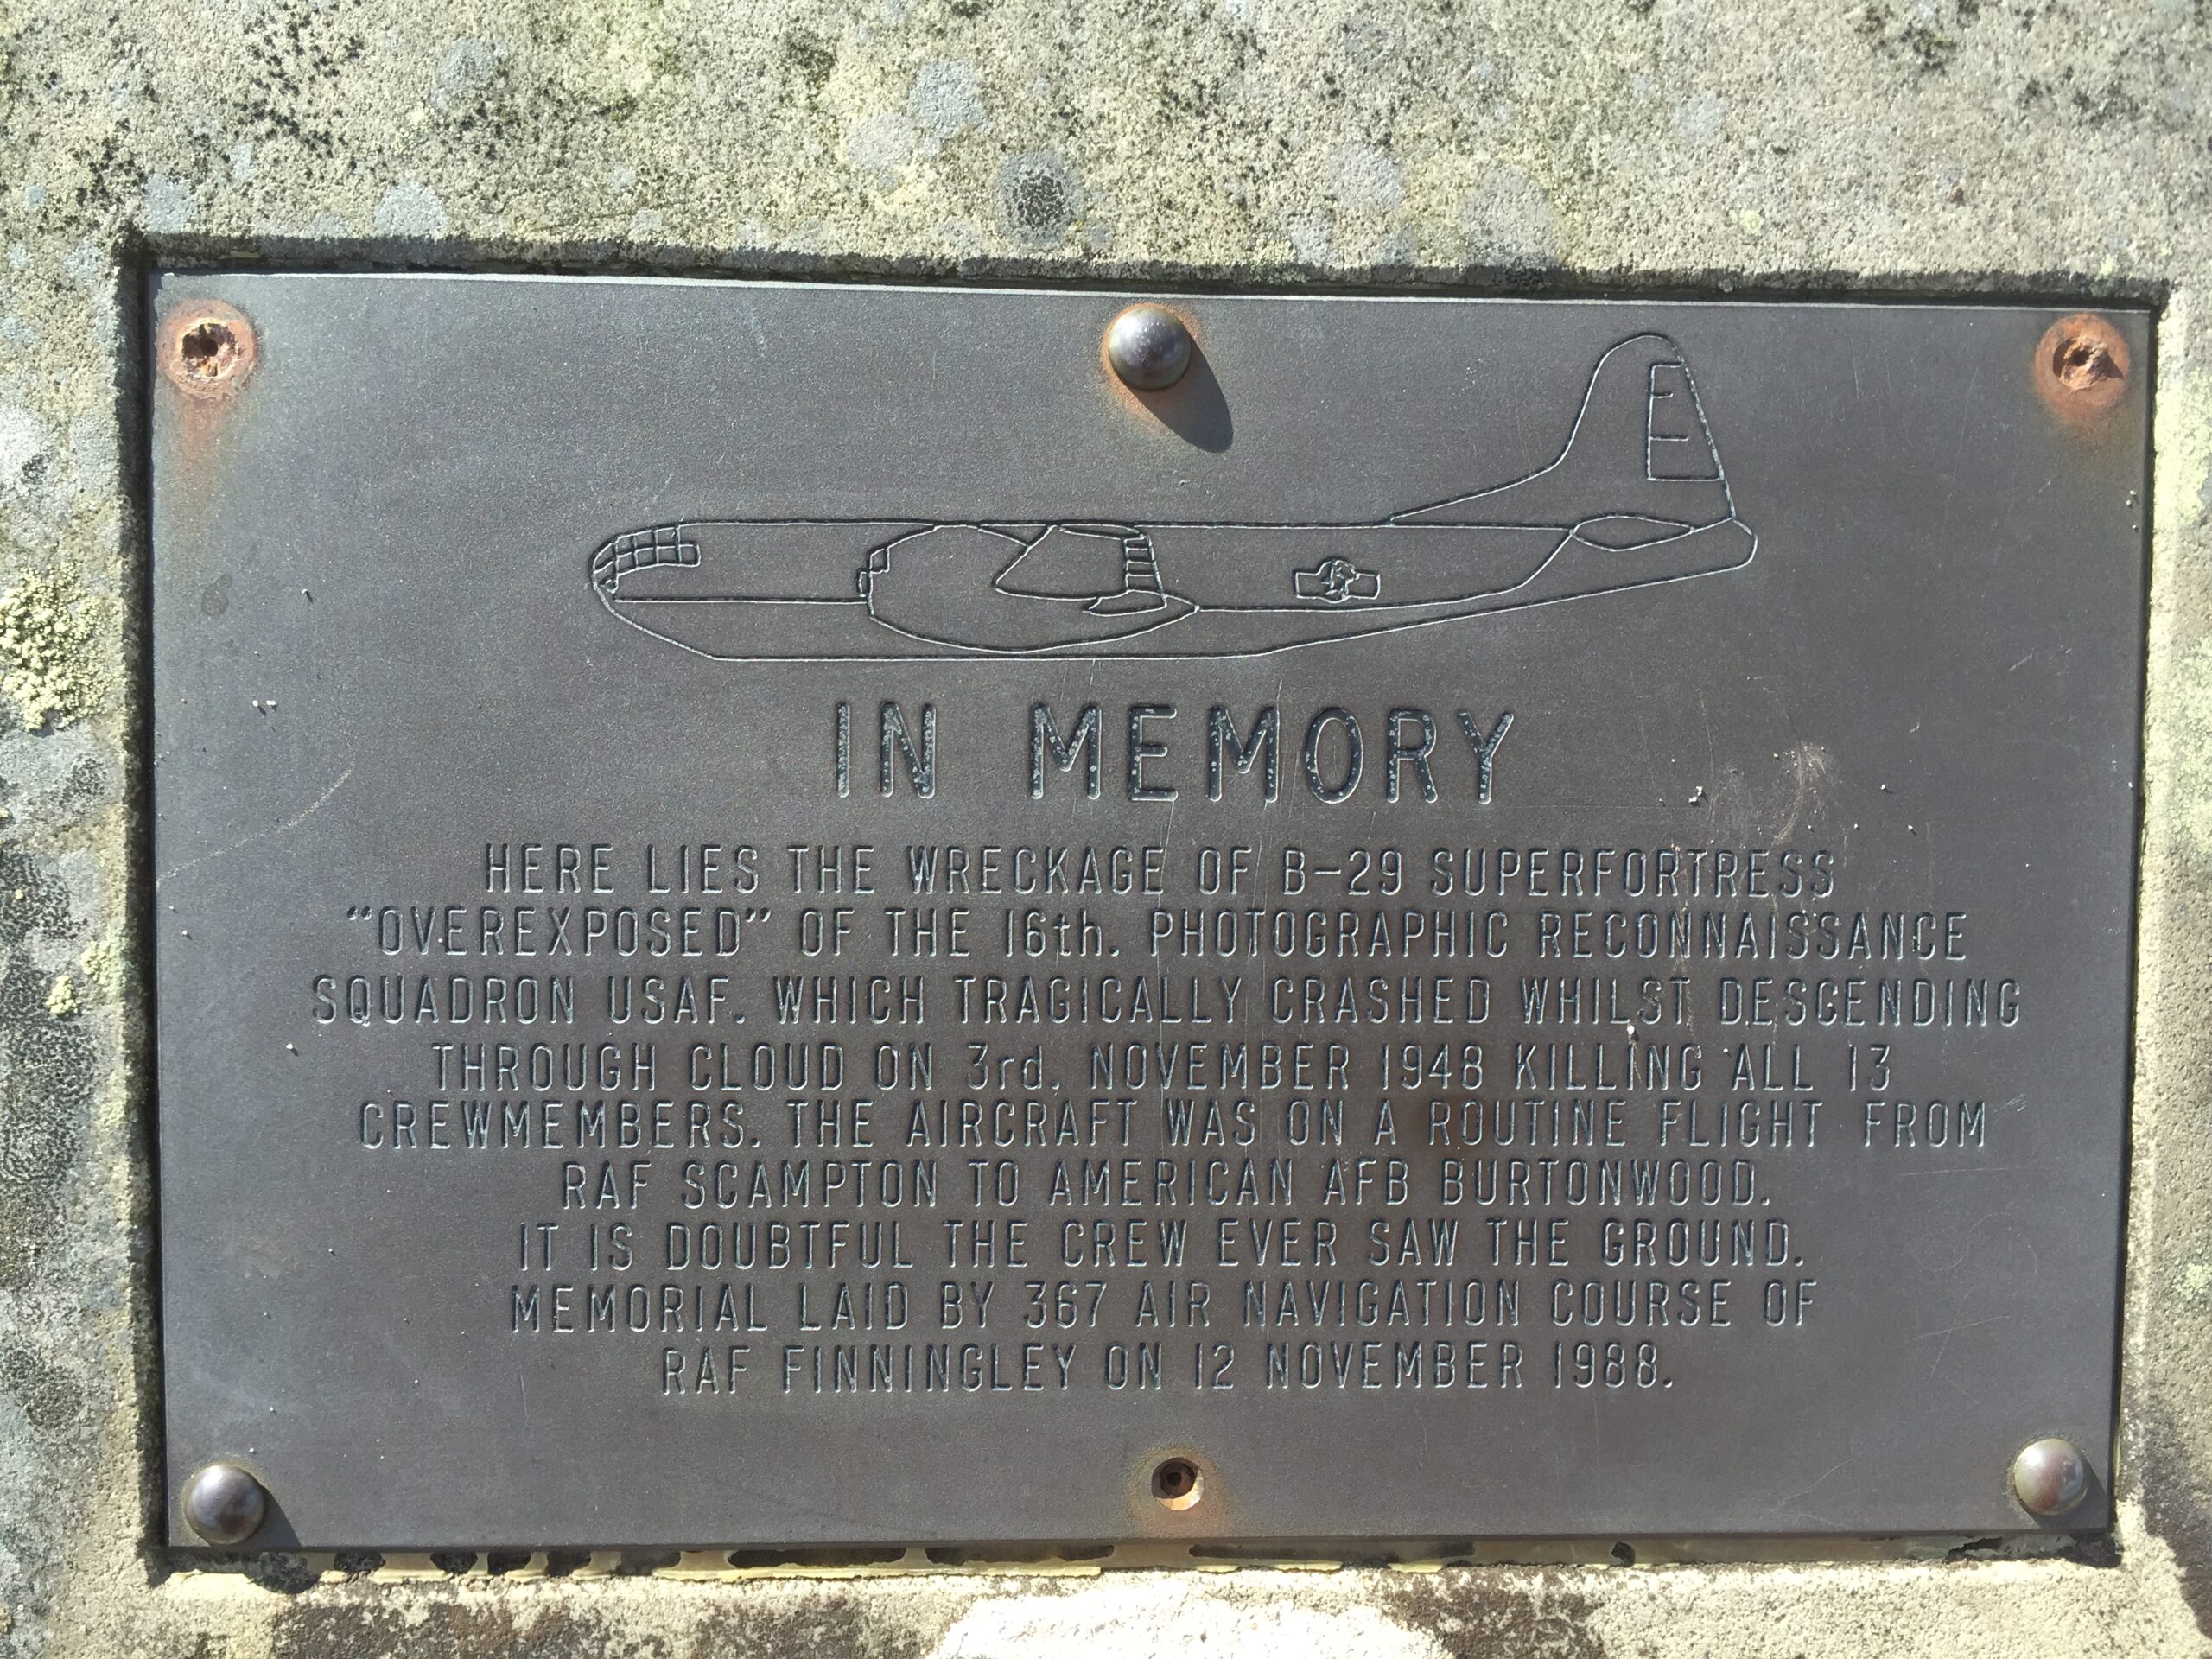 IN MEMORY
HERE LIES THE WRECKAGE OF B-29 SUPERFORTRESS
"OVEREXPOSED" OF THE 16th. PHOTOGRAPHIC RECONNAISSANCE
SQUADRON USAF. WHICH TRAGICALLY CRASHED WHILST DESCENDING
THROUGH CLOUD ON 3rd. NOVEMBER 1948 KILLING ALL 13
CREWMEMBERS. THE AIRCRAFT WAS ON A ROUTINE FLIGHT FROM
RAF SCAMPTON TO AMERICAN AFB BURTONWOOD.
IT IS DOUBTFUL THE CREW EVER SAW THE GROUND.
MEMORIAL LAID BY 367 AIR NAVIGATION COURSE OF
RAF FINNINGLEY ON 12 NOVEMBER 1988.